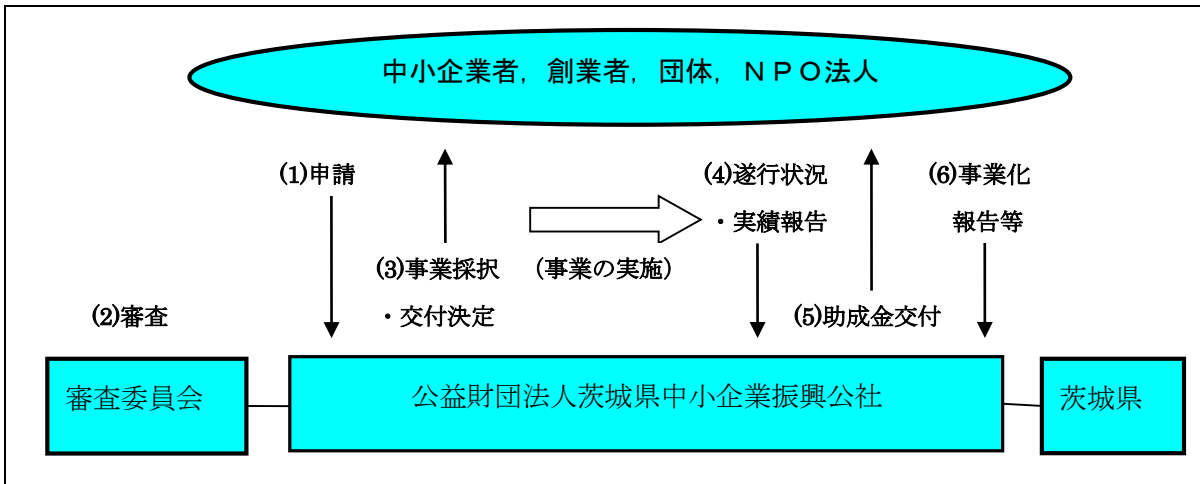 中小企業者，創業者，団体，ＮＰＯ法人
(1)申請
(4)遂行状況
・実績報告
(6)事業化
報告等
(3)事業採択
・交付決定
（事業の実施）
(2)審査
(5)助成金交付
審査委員会
公益財団法人茨城県中小企業振興公社
茨城県